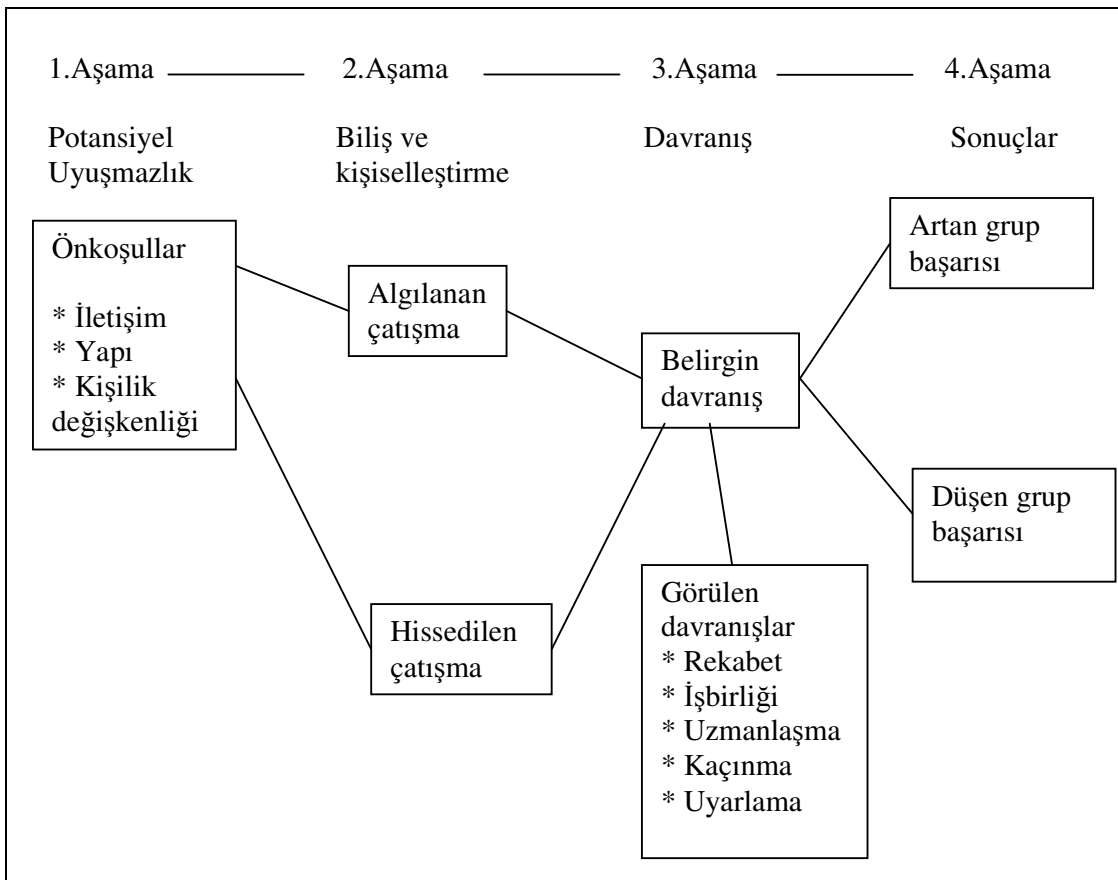 1.Aşama 2.Aşama 3.Aşama 4.Aşama
Potansiyel
Uyuşmazlık
Biliş ve
kişiselleştirme
Davranış
Sonuçlar
Önkoşullar
* İletişim
* Yapı
* Kişilik
değişkenliği
Algılanan
çatışma
Hissedilen
çatışma
Belirgin
davranış
Görülen
davranışlar
* Rekabet
* İşbirliği
* Uzmanlaşma
* Kaçınma
* Uyarlama
Artan grup
başarısı
Düşen grup
başarısı